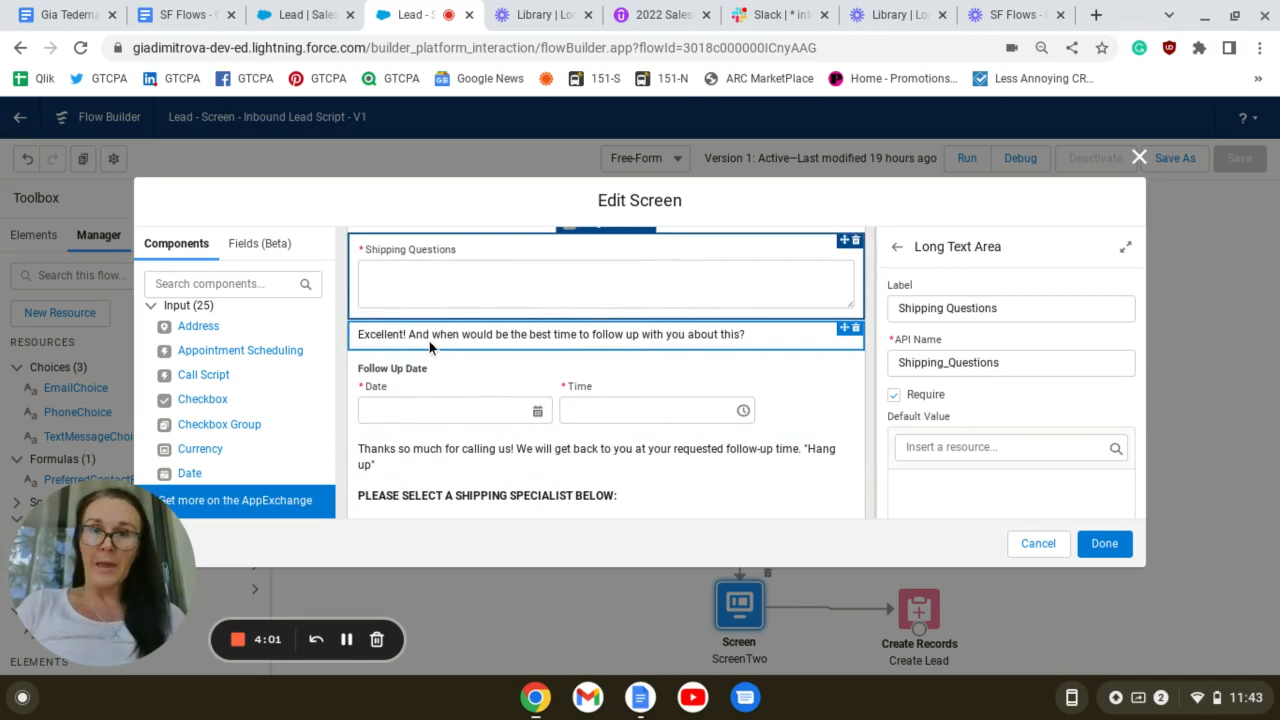 Gia Tedema
SF Flows - G
Lead | Sales
Lead - S
Library | Lo
2022 Sales
Slack | * int
Library | Lo
SF Flows - G
giadimitrova-dev-ed.lightning.force.com/builder_platform_interaction/flowBuilder.app?flowId=3018c000000ICnyAAG
Qlik
GTCPA
GTCPA
GTCPA
GTCPA
GTCPA
Google News
151-S
151-N
ARC MarketPlace
Home - Promotions...
Less Annoying CR...
»
Flow Builder
Lead - Screen - Inbound Lead Script - V1
?
Free-Form
Version 1: Active—Last modified 19 hours ago
Run
Debug
Deactivate
Save As
Save
Toolbox
Elements
Manager
Search this flow...
New Resource
RESOURCES
Choices (3)
EmailChoice
PhoneChoice
TextMessageChoi
Formulas (1)
PreferredContactF
ELEMENTS
Edit Screen
Components
Fields (Beta)
Search components...
Input (25)
Address
Appointment Scheduling
Call Script
Checkbox
Checkbox Group
Currency
Date
Get more on the AppExchange
* Shipping Questions
Excellent! And when would be the best time to follow up with you about this?
Follow Up Date
* Date
* Time
Thanks so much for calling us! We will get back to you at your requested follow-up time. "Hang
up"
PLEASE SELECT A SHIPPING SPECIALIST BELOW:
Long Text Area
Label
Shipping Questions
* API Name
Shipping_Questions
Require
Default Value
Insert a resource...
Cancel
Done
Screen
ScreenTwo
Create Records
Create Lead
4:01
2
11:43